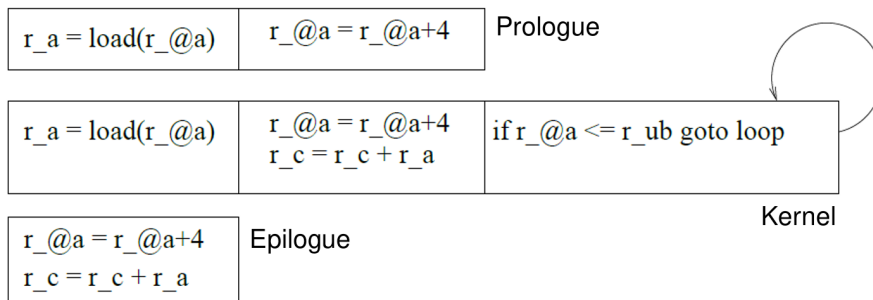 r_a = load(r_@a)
r_@a = r_@a+4
Prologue
r_a = load(r_@a)
r_@a = r_@a+4
r_c = r_c + r_a
if r_@a <= r_ub goto loop
Kernel
r_@a = r_@a+4
r_c = r_c + r_a
Epilogue